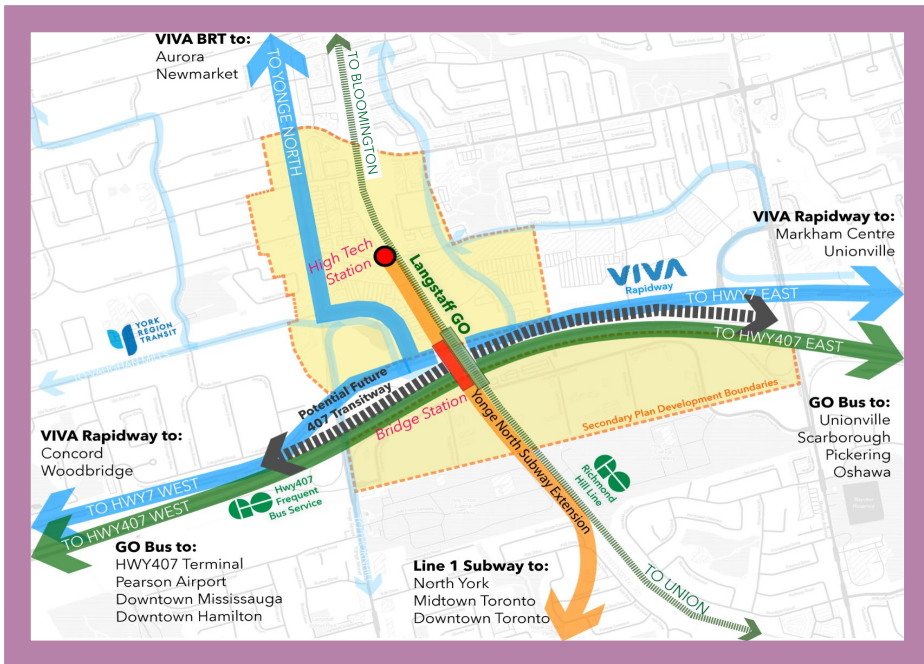 VIVA BRT to:
Aurora
Newmarket
TO YONGE NORTH
TO BLOOMINGTON
High Tech
Station
Langstaff GO
VIVA
Rapidway
VIVA Rapidway to:
Markham Centre
Unionville
TO HWY7 EAST
TO HWY407 EAST
YORK
REGION
TRANSIT
Potential Future
407 Transitway
Bridge Station
Secondary Plan Development Boundaries
VIVA Rapidway to:
Concord
Woodbridge
TO HWY7 WEST
TO HWY407 WEST
GO
Hwy407
Frequent
Bus Service
Yonge North Subway Extension
GO
Richmond
Hill Line
GO Bus to:
Unionville
Scarborough
Pickering
Oshawa
GO Bus to:
HWY407 Terminal
Pearson Airport
Downtown Mississauga
Downtown Hamilton
Line 1 Subway to:
North York
Midtown Toronto
Downtown Toronto
TO UNION